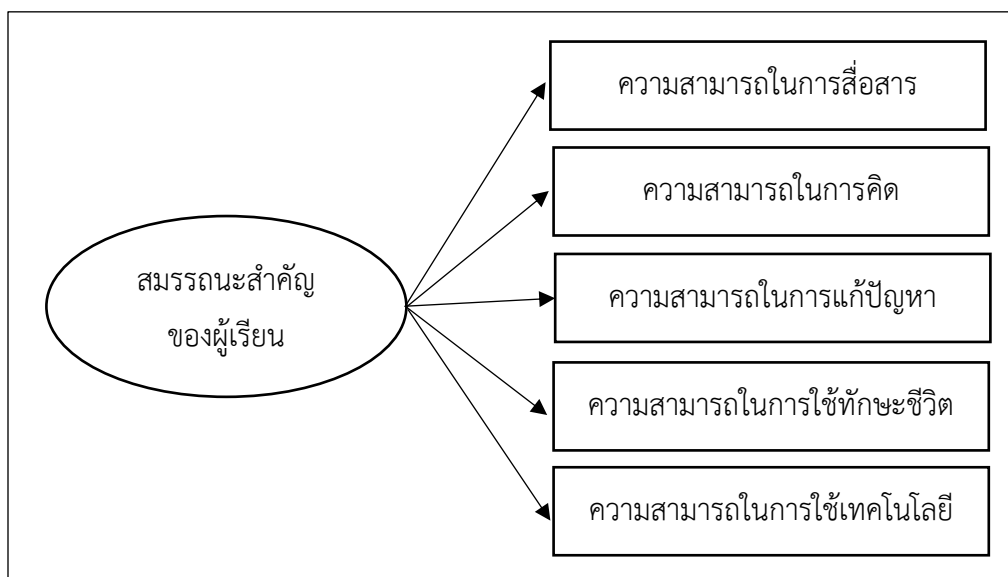 สมรรถนะสำคัญ
ของผู้เรียน
ความสามารถในการสื่อสาร
ความสามารถในการคิด
ความสามารถในการแก้ปัญหา
ความสามารถในการใช้ทักษะชีวิต
ความสามารถในการใช้เทคโนโลยี